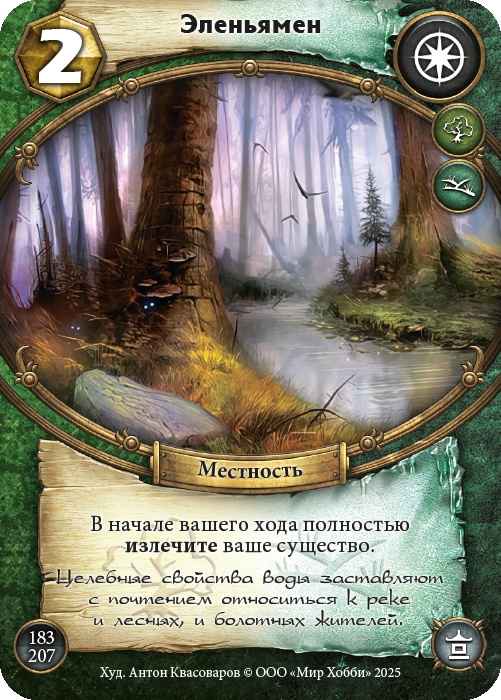 Эленьямен
2
Местность
В начале вашего хода полностью
излечите ваше существо.
Целебные свойства воды заставляют
с почтением относиться к реке
и лесных, и болотных жителей.
183
207
Худ. Антон Квасоваров © ООО «Мир Хобби» 2025